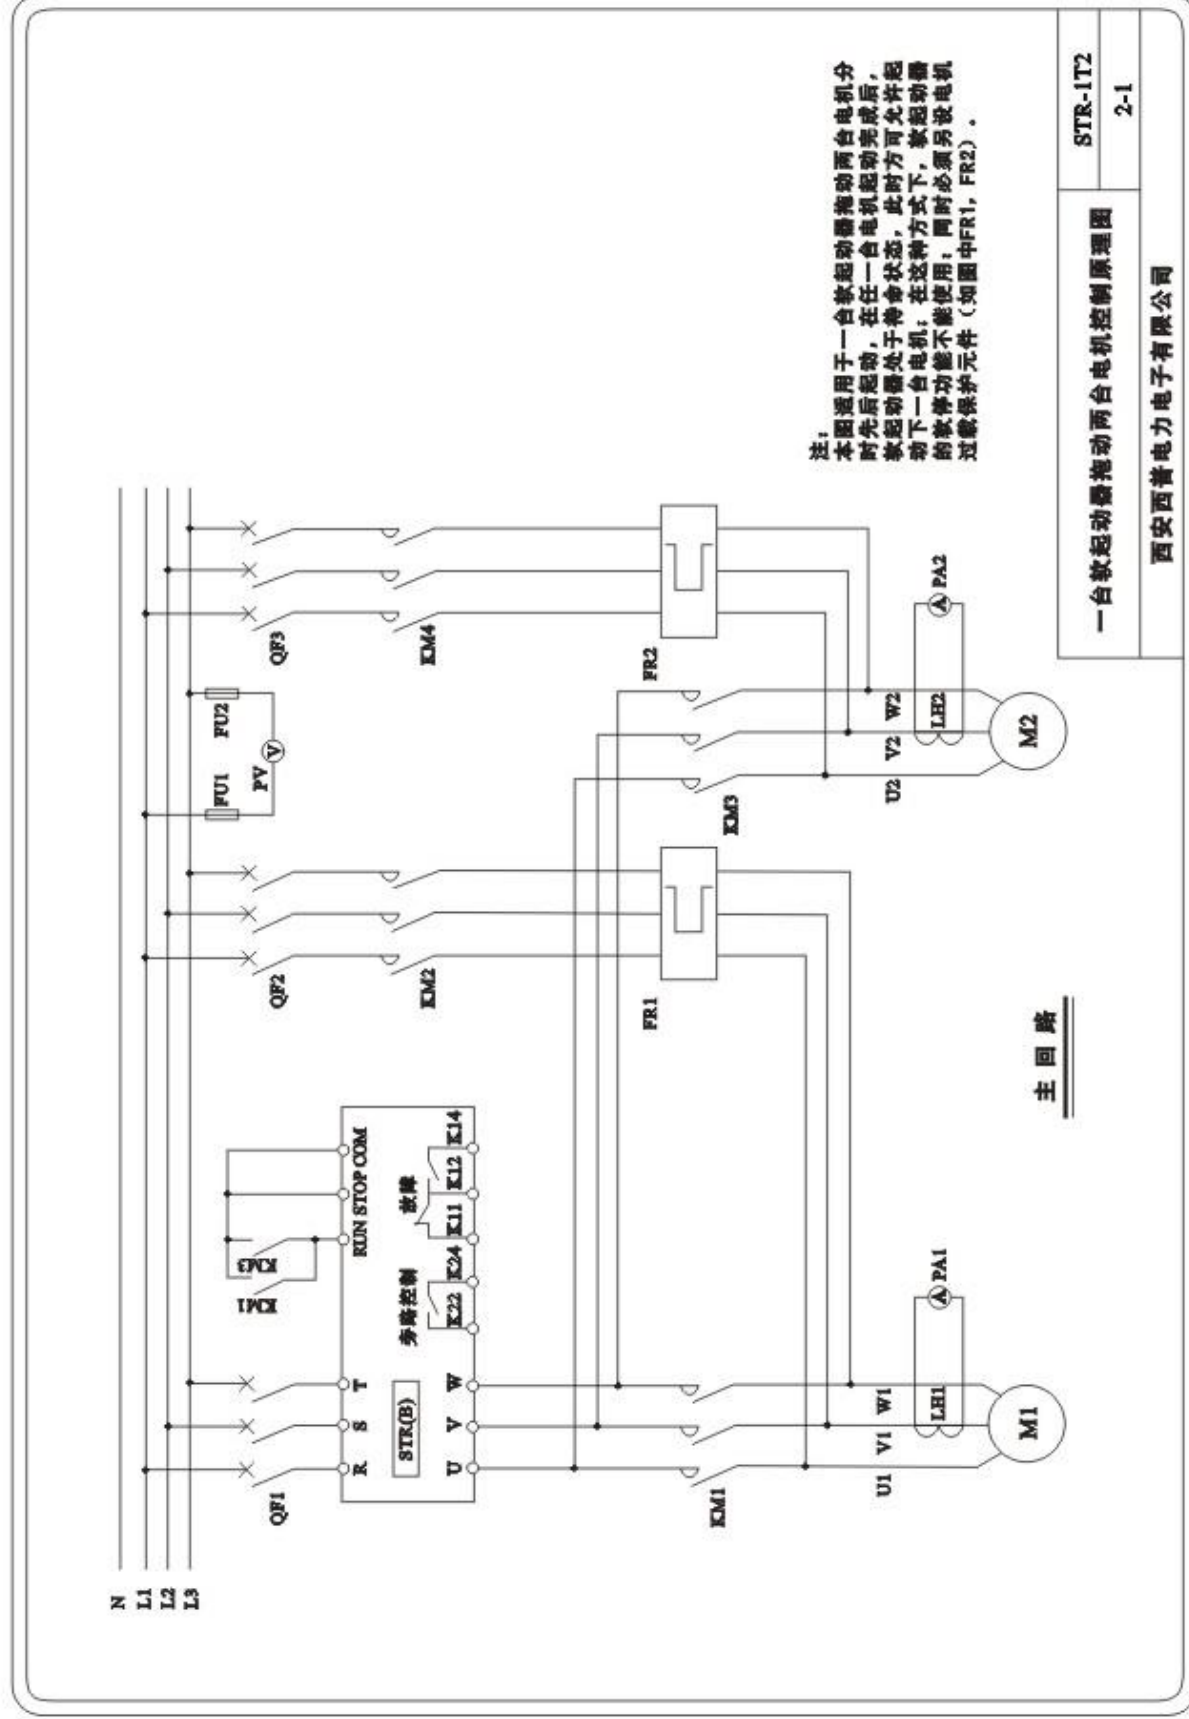 N
L1
L2
L3
QF1
R
S
T
STR(B)
U
V
W
KM1
KM3
RUN STOP COM
旁路控制
故障
K22
K24
K11
K12
K14
QF2
KM2
FU1
FU2
PV
V
QF3
KM4
FR1
FR2
KM1
KM3
U1
V1
W1
LH1
A
PA1
M1
U2
V2
W2
LH2
A
PA2
M2
主回路
注:
本图适用于一台软起动器拖动两台电机分
时先后起动, 在任一台电机起动完成后,
软起动器处于待命状态, 此时方可允许起
动下一台电机; 在这种方式下, 软起动器
的软停功能不能使用; 同时必须另设电机
过载保护元件 (如图中FR1, FR2) 。
一台软起动器拖动两台电机控制原理图
STR-1T2
2-1
西安西普电力电子有限公司